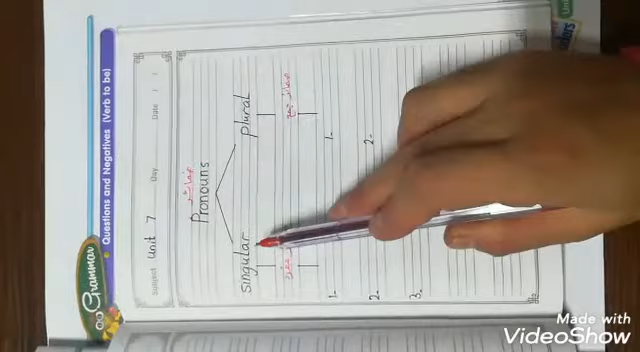 Grammar
Questions and Negatives (Verb to be)
Subject Unit 7 Day Date / /
ضمائر
Pronouns
singular plural
مفرد ضمائر جمع
1- 1-
2- 2-
3-
Made with
VideoShow